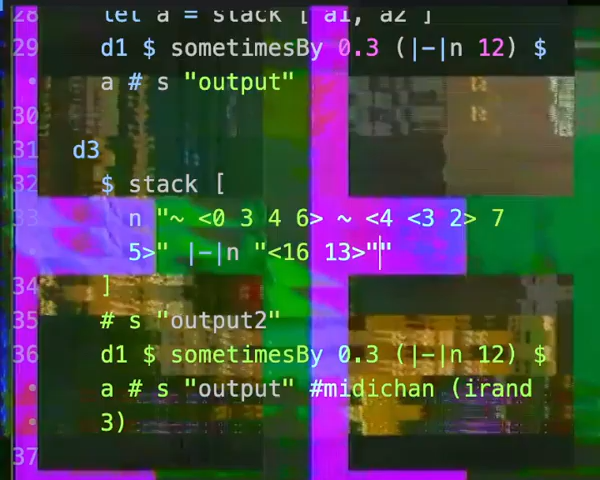 28 let a = stack [ a1, a2 ]
29 d1 $ sometimesBy 0.3 (|-|n 12) $
a # s "output"
30
31 d3
32 $ stack [
33 n "~ <0 3 4 6> ~ <4 <3 2> 7
5>" |-|n "<16 13>""
34 ]
35 # s "output2"
36 d1 $ sometimesBy 0.3 (|-|n 12) $
a # s "output" #midichan (irand
3)
37